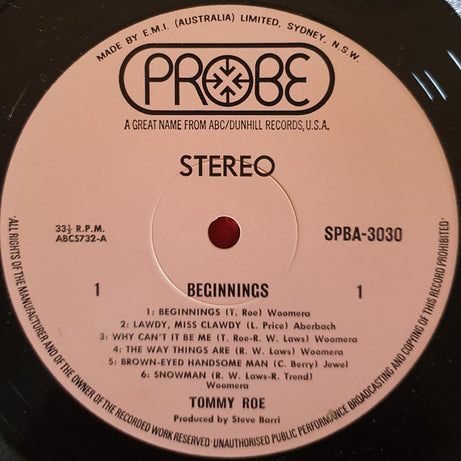 MADE BY E.M.I. (AUSTRALIA) LIMITED, SYDNEY, N.S.W.
PROBE
A GREAT NAME FROM ABC/DUNHILL RECORDS, U.S.A.
STEREO
33⅓ R.P.M.
ABCS732-A
SPBA-3030
1 BEGINNINGS 1
1: BEGINNINGS (T. Roe) Woomera
2: LAWDY, MISS CLAWDY (L. Price) Aberbach
3: WHY CAN'T IT BE ME (T. Roe-R. W. Laws) Woomera
4: THE WAY THINGS ARE (R. W. Laws) Woomera
5: BROWN-EYED HANDSOME MAN (C. Berry) Jewel
6: SNOWMAN (R. W. Laws-R. Trend)
Woomera
TOMMY ROE
Produced by Steve Barri
·ALL RIGHTS OF THE MANUFACTURER AND OF THE OWNER OF THE RECORDED WORK RESERVED·UNAUTHORISED PUBLIC PERFORMANCE BROADCASTING AND COPYING OF THIS RECORD PROHIBITED·